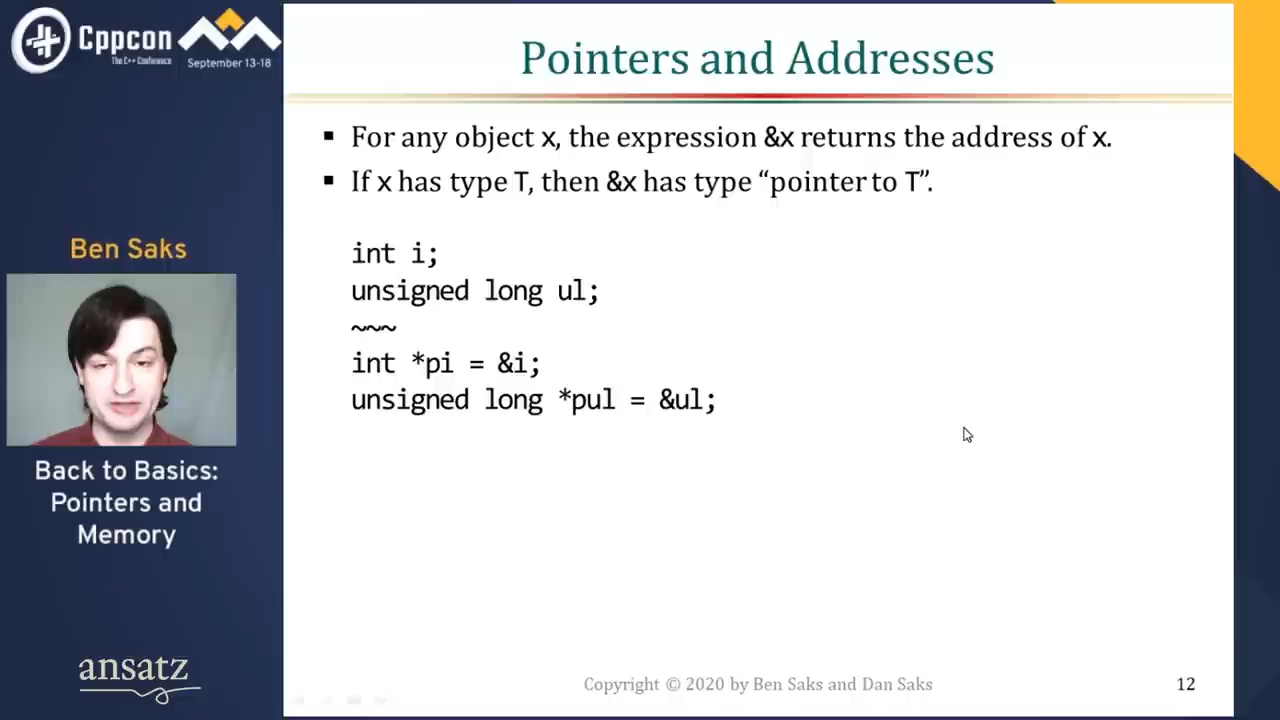 Cppcon
The C++ Conference
September 13-18
Ben Saks
Back to Basics:
Pointers and
Memory
ansatz
Pointers and Addresses
▪ For any object x, the expression &x returns the address of x.
▪ If x has type T, then &x has type “pointer to T”.
int i;
unsigned long ul;
~~~
int *pi = &i;
unsigned long *pul = &ul;
Copyright © 2020 by Ben Saks and Dan Saks
12